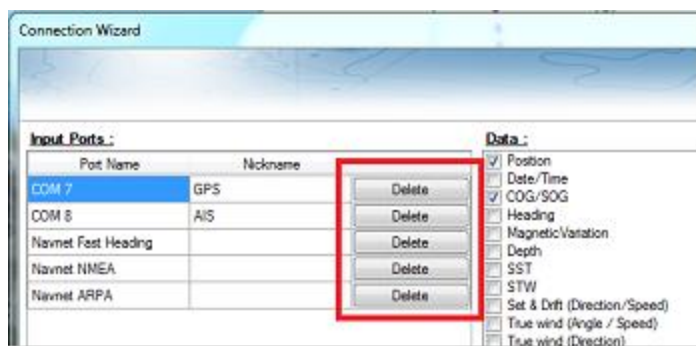 Connection Wizard
Input Ports :
Port Name Nickname
COM 7 GPS Delete
COM 8 AIS Delete
Navnet Fast Heading Delete
Navnet NMEA Delete
Navnet ARPA Delete
Data :
Position
Date/Time
COG/SOG
Heading
MagneticVariation
Depth
SST
STW
Set & Drift (Direction/Speed)
True wind (Angle / Speed)
True wind (Direction)